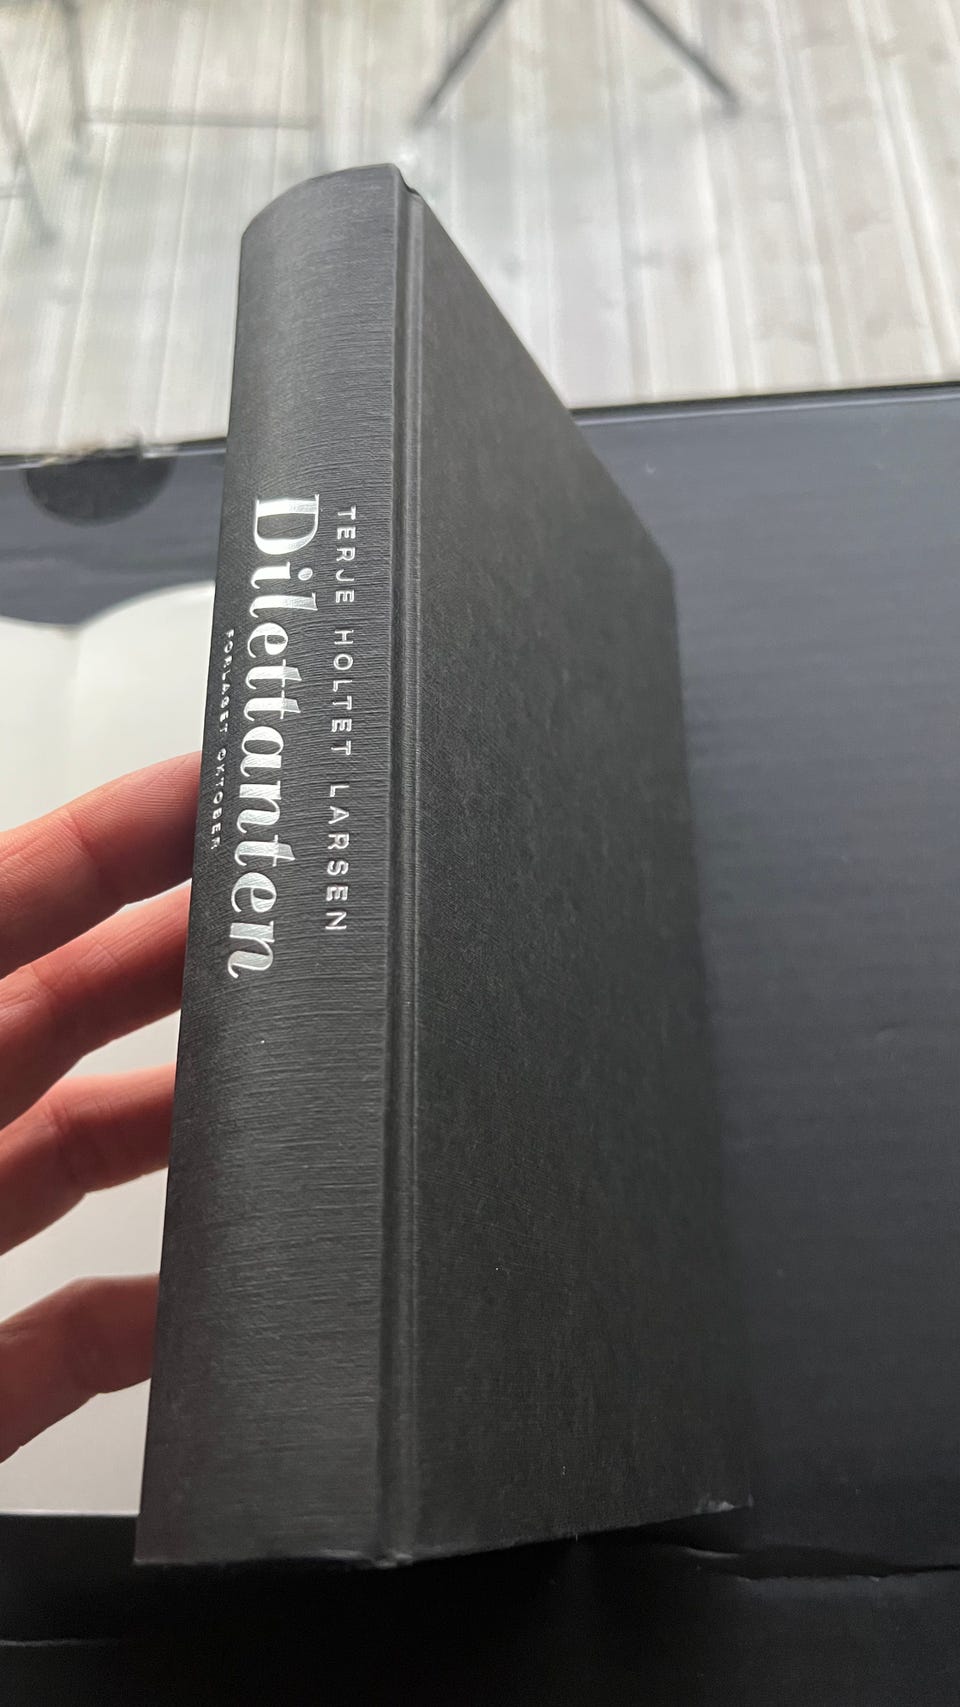 TERJE HOLTET LARSEN
Dilettanten
FORLAGET OKTOBER